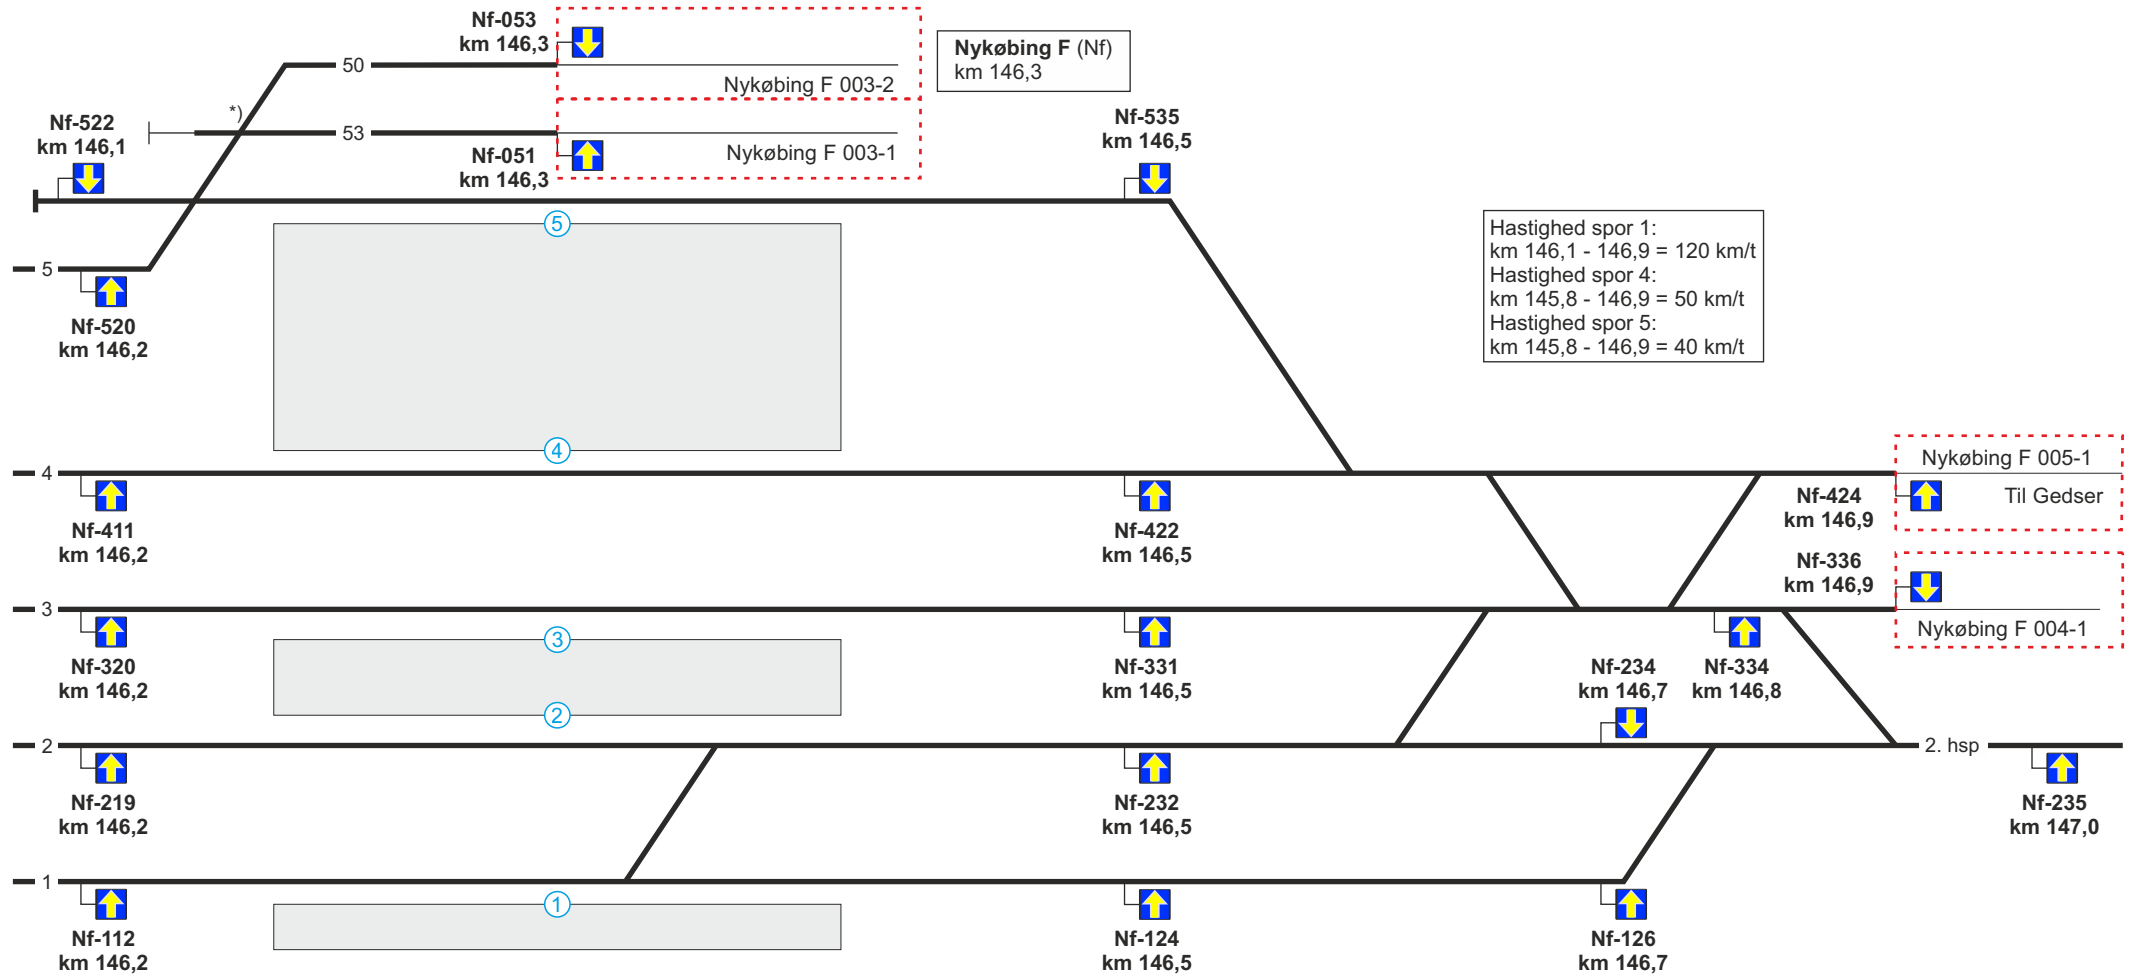 Nf-053
km 146,3
50
Nykøbing F 003-2
Nykøbing F (Nf)
km 146,3
*)
53
Nykøbing F 003-1
Nf-051
km 146,3
Nf-522
km 146,1
Nf-535
km 146,5
5
5
Nf-520
km 146,2
Hastighed spor 1:
km 146,1 - 146,9 = 120 km/t
Hastighed spor 4:
km 145,8 - 146,9 = 50 km/t
Hastighed spor 5:
km 145,8 - 146,9 = 40 km/t
4
4
Nf-411
km 146,2
Nf-422
km 146,5
Nf-424
km 146,9
Nykøbing F 005-1
Til Gedser
Nf-336
km 146,9
Nykøbing F 004-1
3
3
Nf-320
km 146,2
Nf-331
km 146,5
Nf-234
km 146,7
Nf-334
km 146,8
2
2
2. hsp
Nf-219
km 146,2
Nf-232
km 146,5
Nf-235
km 147,0
1
1
Nf-112
km 146,2
Nf-124
km 146,5
Nf-126
km 146,7